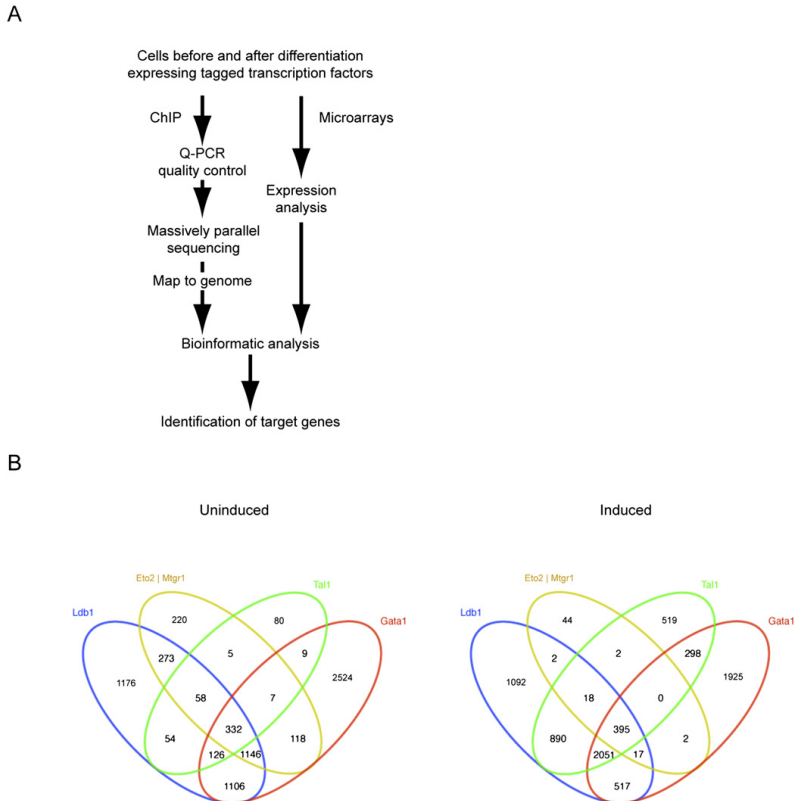 A
Cells before and after differentiation
expressing tagged transcription factors
ChIP
Microarrays
Q-PCR
quality control
Expression
analysis
Massively parallel
sequencing
Map to genome
Bioinformatic analysis
Identification of target genes
B
Uninduced
Eto2 | Mtgr1
Tal1
Ldb1
Gata1
220
80
273
5
9
1176
2524
58
7
332
54
118
126
1146
1106
Induced
Eto2 | Mtgr1
Tal1
Ldb1
Gata1
44
519
2
2
298
1092
1925
18
0
395
890
2
2051
17
517